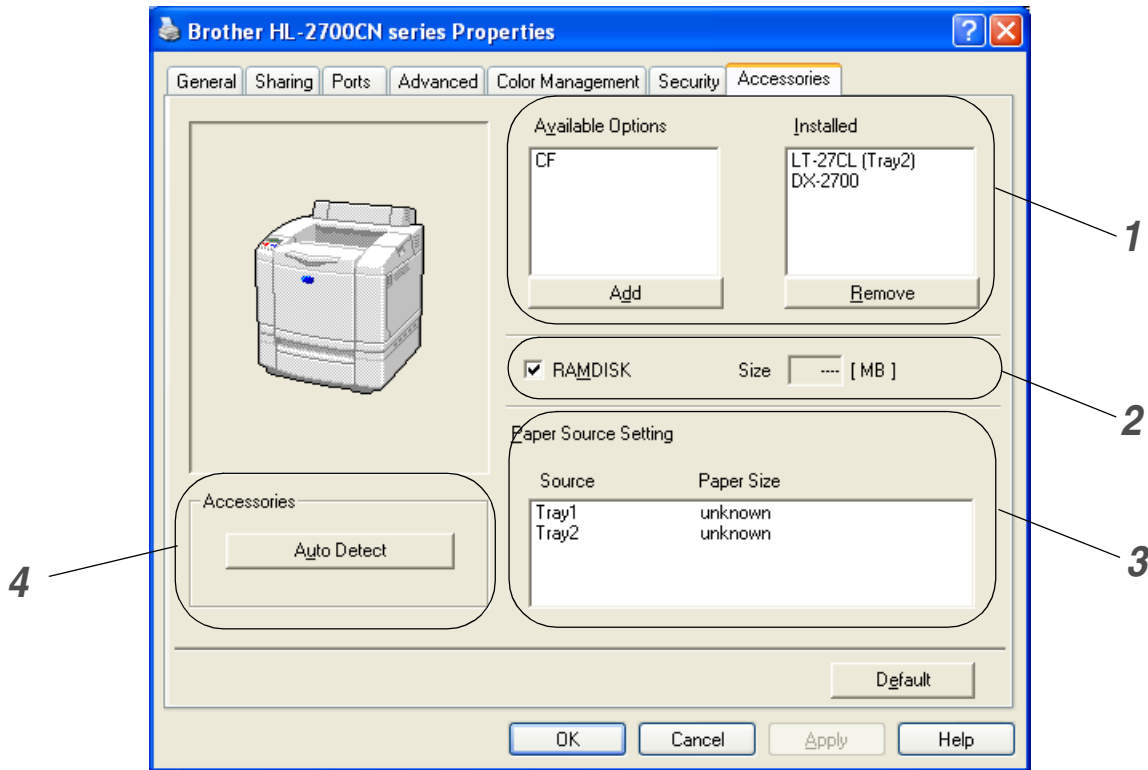 Brother HL-2700CN series Properties
General Sharing Ports Advanced Color Management Security Accessories
Available Options Installed
CF
LT-27CL (Tray2)
DX-2700
Add Remove
1
RAMDISK Size ---- [ MB ]
2
Paper Source Setting
Source Paper Size
Tray1 unknown
Tray2 unknown
3
Accessories
Auto Detect
4
Default
OK Cancel Apply Help